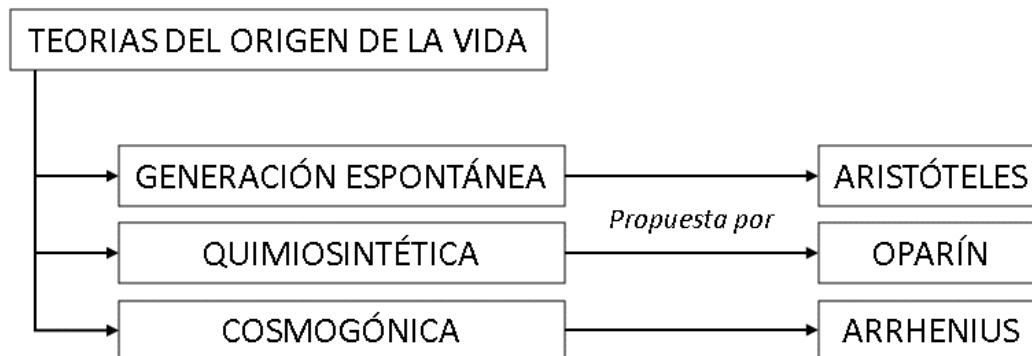 TEORIAS DEL ORIGEN DE LA VIDA
GENERACIÓN ESPONTÁNEA
ARISTÓTELES
Propuesta por
QUIMIOSINTÉTICA
OPARÍN
COSMOGÓNICA
ARRHENIUS